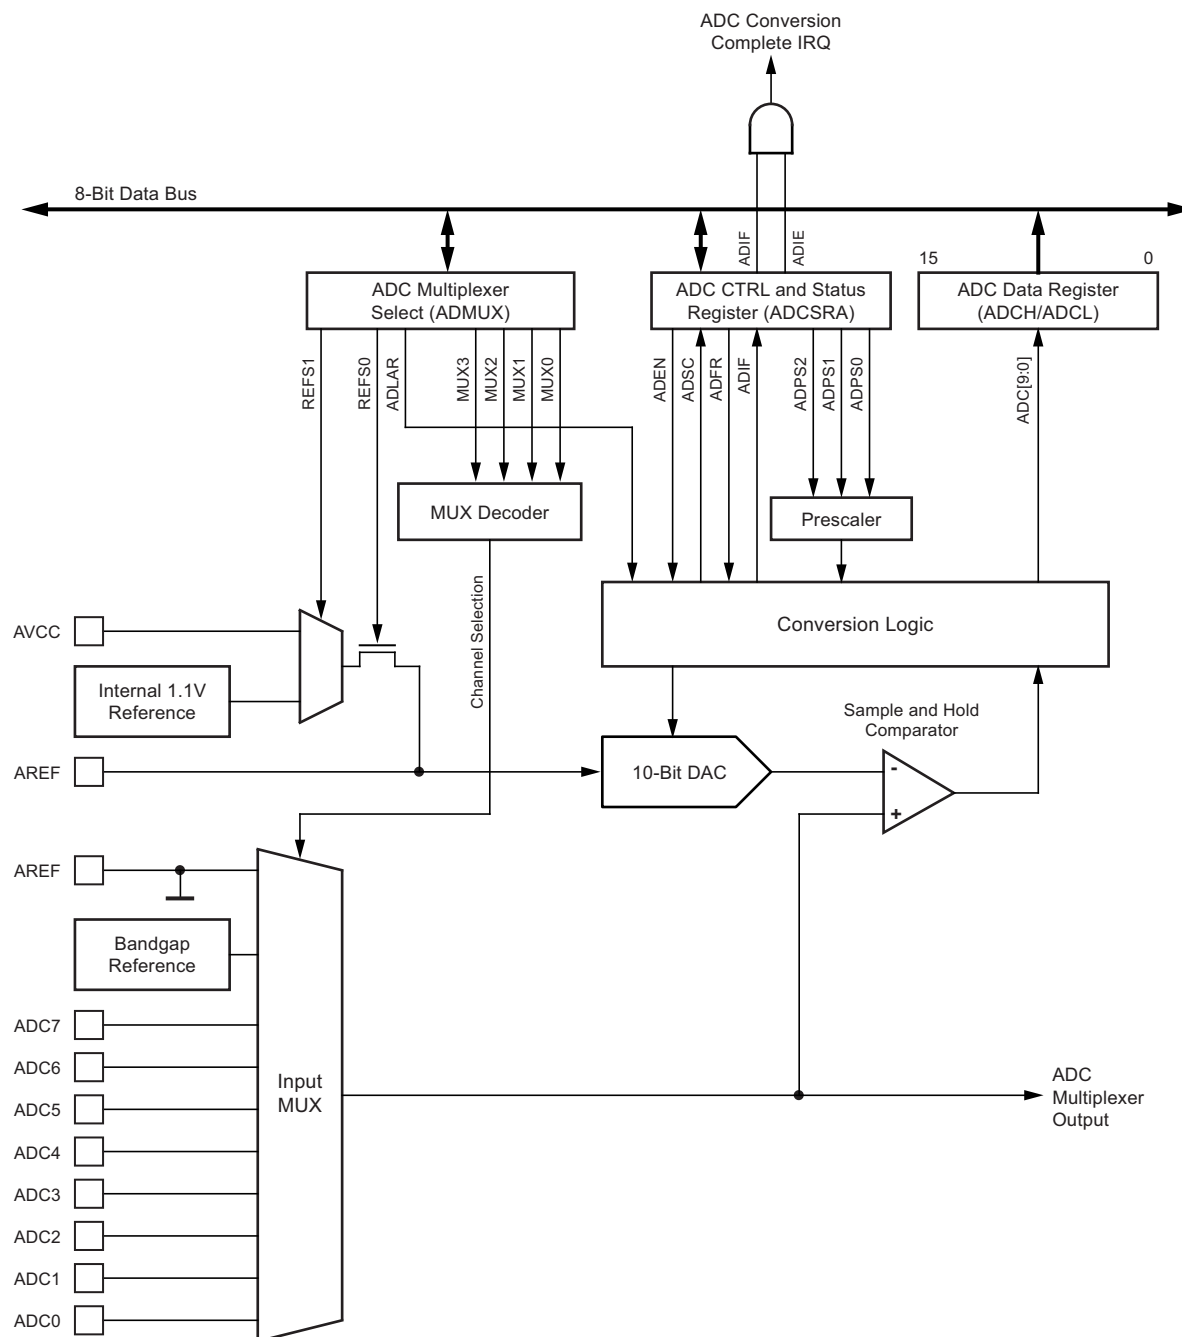 ADC Conversion
Complete IRQ
8-Bit Data Bus
ADIF
ADIE
15
0
ADC Multiplexer
Select (ADMUX)
ADC CTRL and Status
Register (ADCSRA)
ADC Data Register
(ADCH/ADCL)
REFS1
REFS0
ADLAR
MUX3
MUX2
MUX1
MUX0
ADEN
ADSC
ADFR
ADIF
ADPS2
ADPS1
ADPS0
ADC[9:0]
MUX Decoder
Prescaler
Channel Selection
Conversion Logic
AVCC
Internal 1.1V
Reference
Sample and Hold
Comparator
AREF
10-Bit DAC
-
+
AREF
Bandgap
Reference
ADC7
ADC6
ADC5
ADC4
ADC3
ADC2
ADC1
ADC0
Input
MUX
ADC
Multiplexer
Output